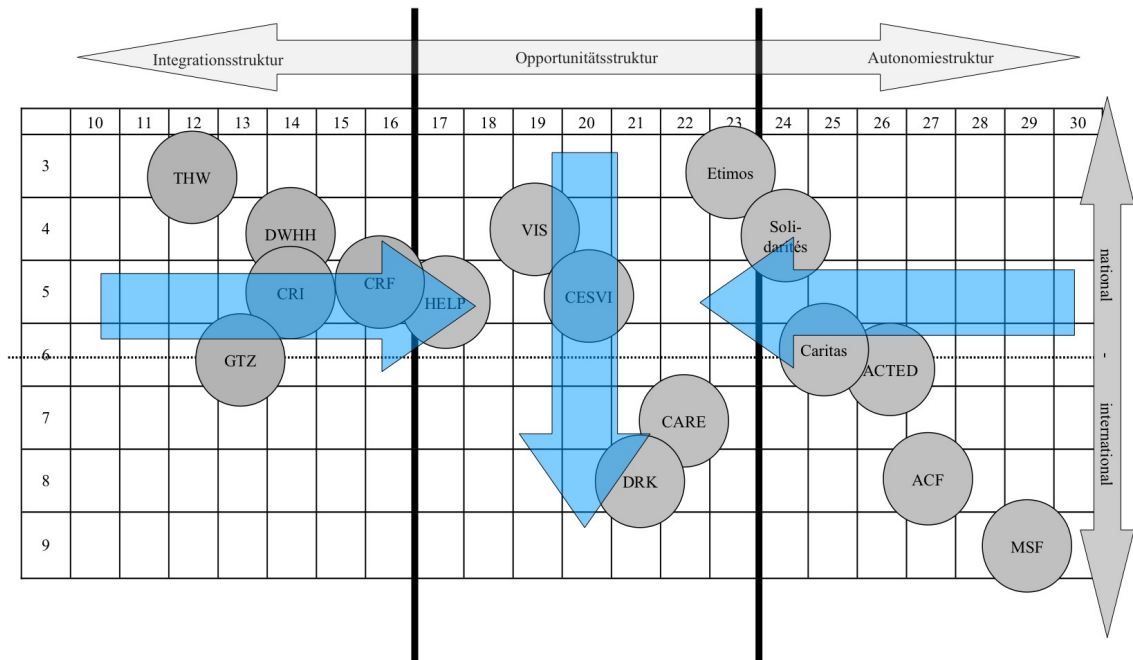 Integrationsstruktur Opportunitätsstruktur Autonomiestruktur
10 11 12 13 14 15 16 17 18 19 20 21 22 23 24 25 26 27 28 29 30
3 THW Etimos
4 DWHH VIS Soli-
darités
5 CRI CRF HELP CESVI
6 GTZ Caritas ACTED
7 CARE
8 DRK ACF
9 MSF
national - international